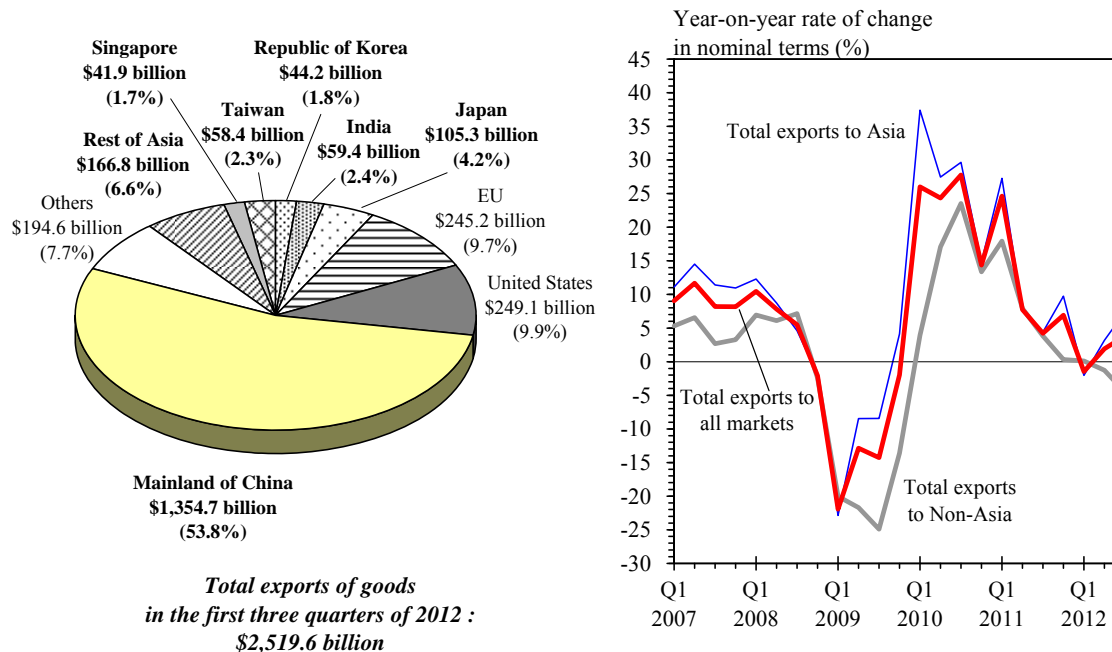 Singapore
$41.9 billion
(1.7%)
Republic of Korea
$44.2 billion
(1.8%)
Taiwan
$58.4 billion
(2.3%)
India
$59.4 billion
(2.4%)
Japan
$105.3 billion
(4.2%)
Rest of Asia
$166.8 billion
(6.6%)
Others
$194.6 billion
(7.7%)
EU
$245.2 billion
(9.7%)
United States
$249.1 billion
(9.9%)
Mainland of China
$1,354.7 billion
(53.8%)
Total exports of goods
in the first three quarters of 2012 :
$2,519.6 billion
Year-on-year rate of change
in nominal terms (%)
45
40
35
30
25
20
15
10
5
0
-5
-10
-15
-20
-25
-30
Total exports to Asia
Total exports to
all markets
Total exports
to Non-Asia
Q1 Q1 Q1 Q1 Q1 Q1
2007 2008 2009 2010 2011 2012